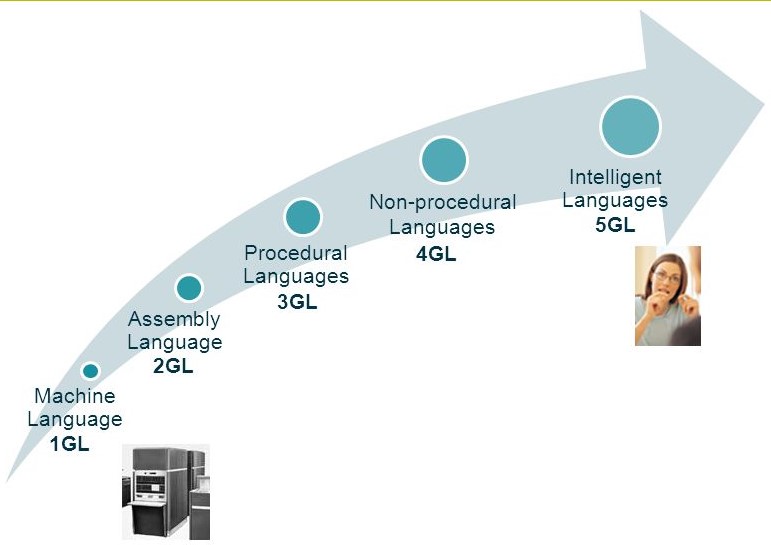 Machine
Language
1GL
Assembly
Language
2GL
Procedural
Languages
3GL
Non-procedural
Languages
4GL
Intelligent
Languages
5GL